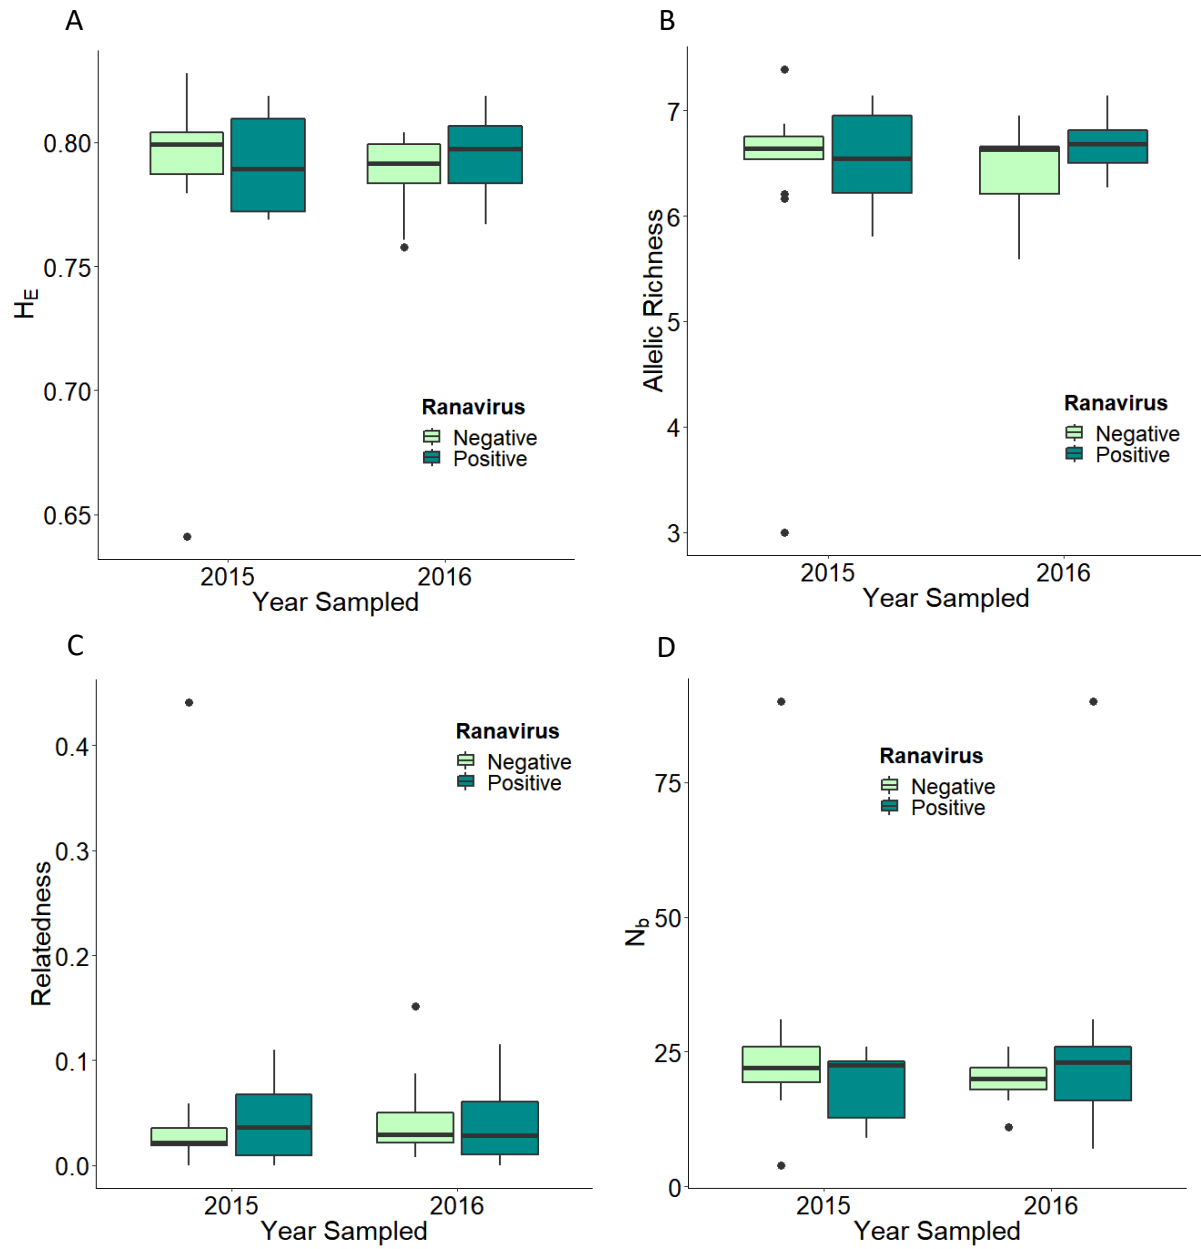 A
H_E
0.80
0.75
0.70
0.65
Ranavirus
Negative
Positive
2015 2016
Year Sampled
B
Allelic Richness
7
6
5
4
3
Ranavirus
Negative
Positive
2015 2016
Year Sampled
C
Relatedness
0.4
0.3
0.2
0.1
0.0
Ranavirus
Negative
Positive
2015 2016
Year Sampled
D
N_b
75
50
25
0
Ranavirus
Negative
Positive
2015 2016
Year Sampled